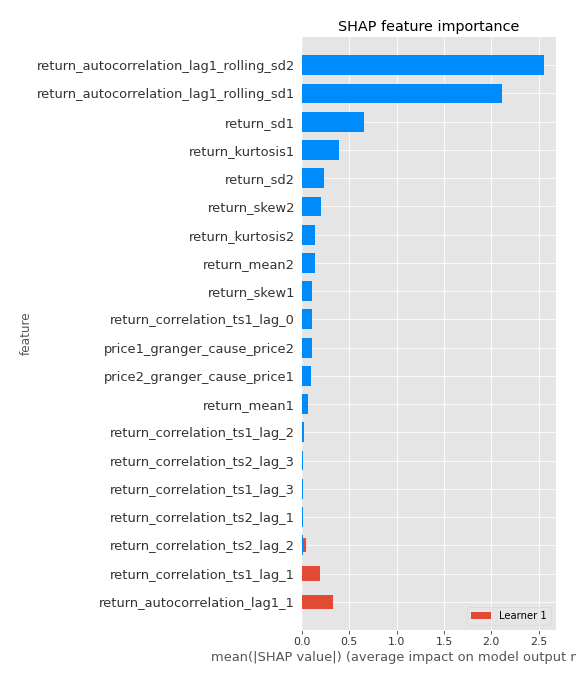 SHAP feature importance
return_autocorrelation_lag1_rolling_sd2
return_autocorrelation_lag1_rolling_sd1
return_sd1
return_kurtosis1
return_sd2
return_skew2
return_kurtosis2
return_mean2
return_skew1
return_correlation_ts1_lag_0
price1_granger_cause_price2
price2_granger_cause_price1
return_mean1
return_correlation_ts1_lag_2
return_correlation_ts2_lag_3
return_correlation_ts1_lag_3
return_correlation_ts2_lag_1
return_correlation_ts2_lag_2
return_correlation_ts1_lag_1
return_autocorrelation_lag1_1
feature
Learner 1
0.0 0.5 1.0 1.5 2.0 2.5
mean(|SHAP value|) (average impact on model output